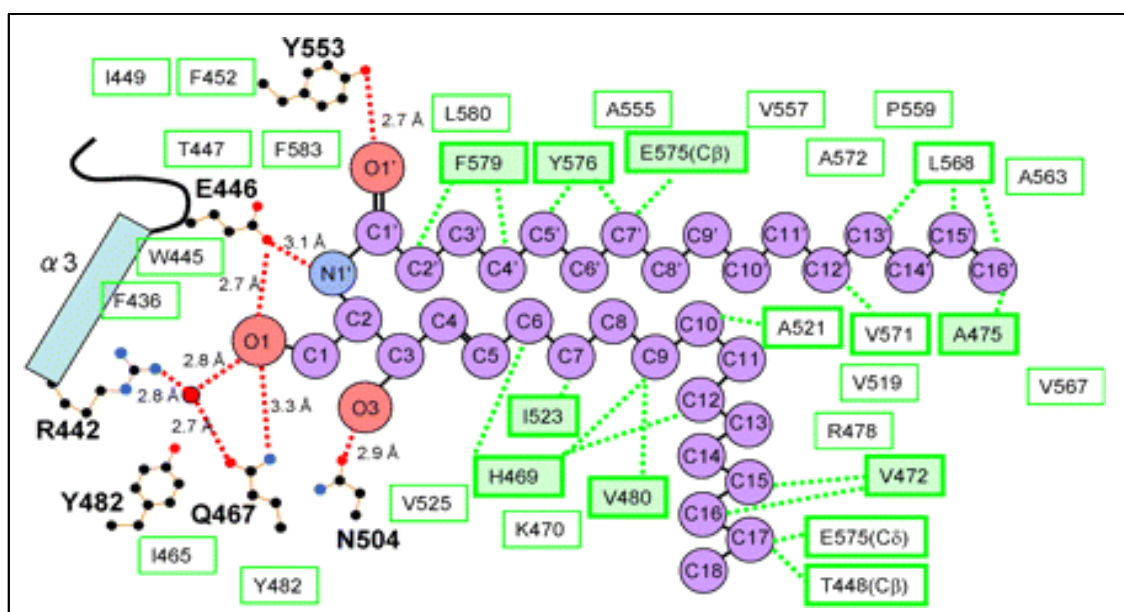 Y553
I449 F452
2.7 Å L580 A555 V557 P559
T447 F583 O1' F579 Y576 E575(Cβ) A572 L568 A563
E446
α3 W445 3.1 Å C1' C3' C5' C7' C9' C11' C13' C15'
N1' C2' C4' C6' C8' C10' C12' C14' C16'
F436 2.7 Å
C2 C4 C6 C8 C10 A521 V571 A475
O1 C1 C3 C5 C7 C9 C11
2.8 Å V519 V567
2.8 Å 3.3 Å O3 I523 C12 C13
R442 2.7 Å R478
2.9 Å H469 C14
Y482 Q467 N504 V525 V480 C15 V472
K470 C16
I465 C17 E575(Cδ)
Y482 C18 T448(Cβ)